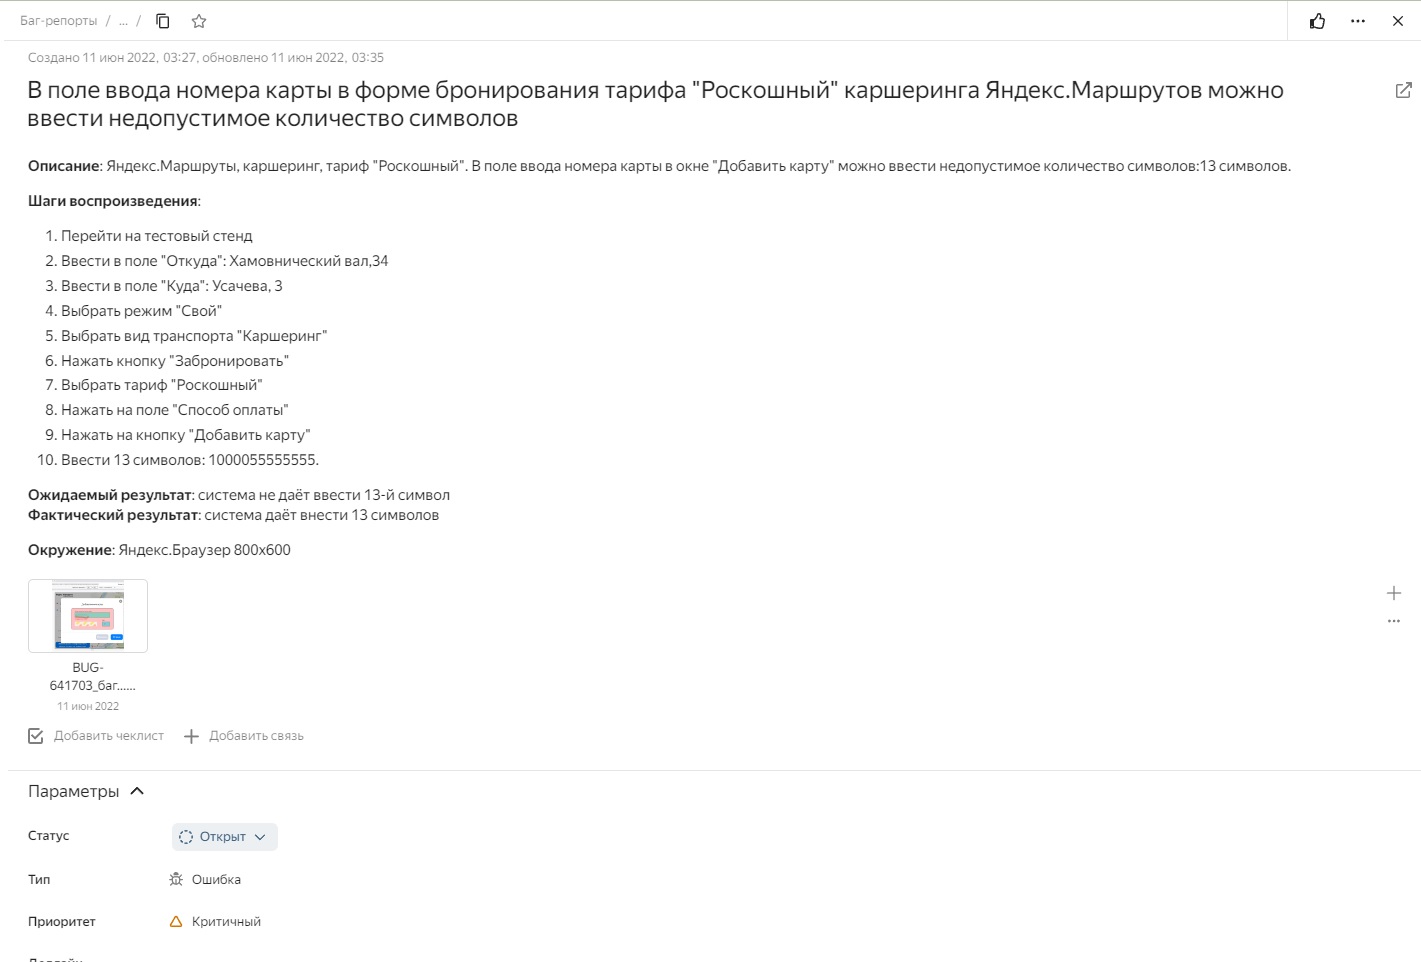 Баг-репорты / ... /
Создано 11 июн 2022, 03:27, обновлено 11 июн 2022, 03:35
В поле ввода номера карты в форме бронирования тарифа "Роскошный" каршеринга Яндекс.Маршрутов можно
ввести недопустимое количество символов
Описание: Яндекс.Маршруты, каршеринг, тариф "Роскошный". В поле ввода номера карты в окне "Добавить карту" можно ввести недопустимое количество символов:13 символов.
Шаги воспроизведения:
1. Перейти на тестовый стенд
2. Ввести в поле "Откуда": Хамовнический вал,34
3. Ввести в поле "Куда": Усачева, 3
4. Выбрать режим "Свой"
5. Выбрать вид транспорта "Каршеринг"
6. Нажать кнопку "Забронировать"
7. Выбрать тариф "Роскошный"
8. Нажать на поле "Способ оплаты"
9. Нажать на кнопку "Добавить карту"
10. Ввести 13 символов: 1000055555555.
Ожидаемый результат: система не даёт ввести 13-й символ
Фактический результат: система даёт внести 13 символов
Окружение: Яндекс.Браузер 800x600
BUG-
641703_баг......
11 июн 2022
Добавить чеклист Добавить связь
Параметры
Статус Открыт
Тип Ошибка
Приоритет Критичный